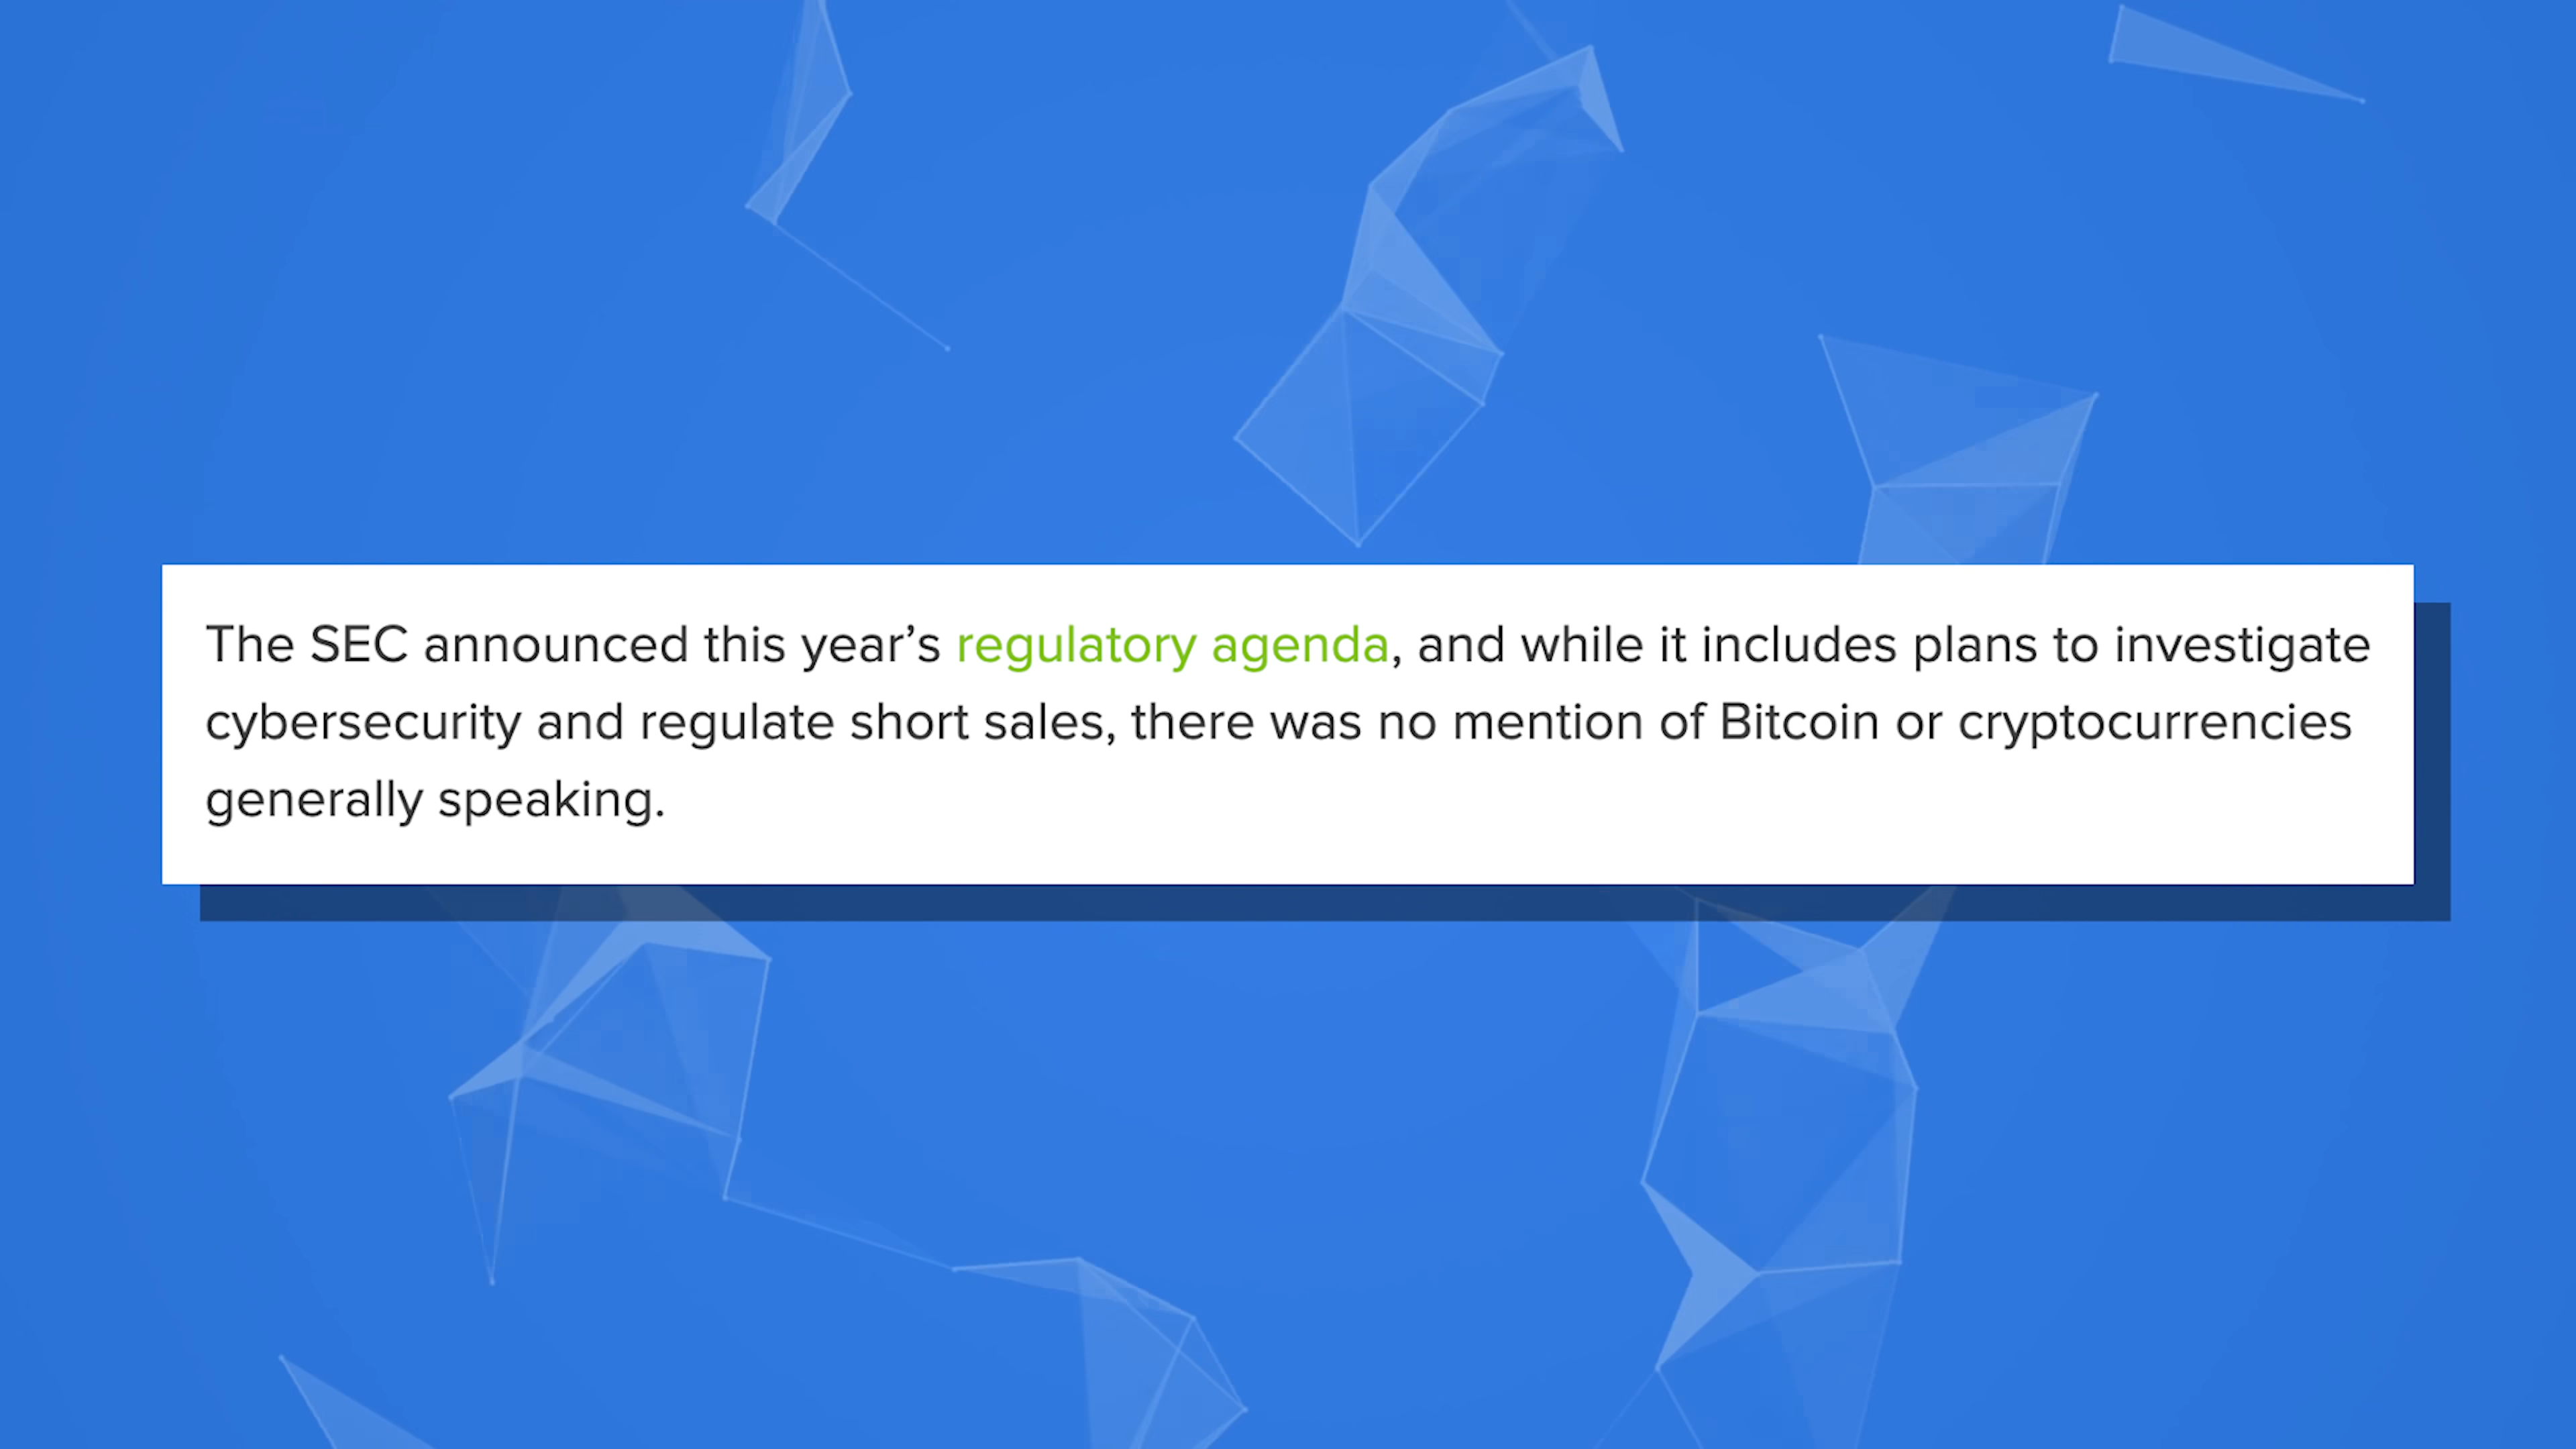 The SEC announced this year’s regulatory agenda, and while it includes plans to investigate
cybersecurity and regulate short sales, there was no mention of Bitcoin or cryptocurrencies
generally speaking.